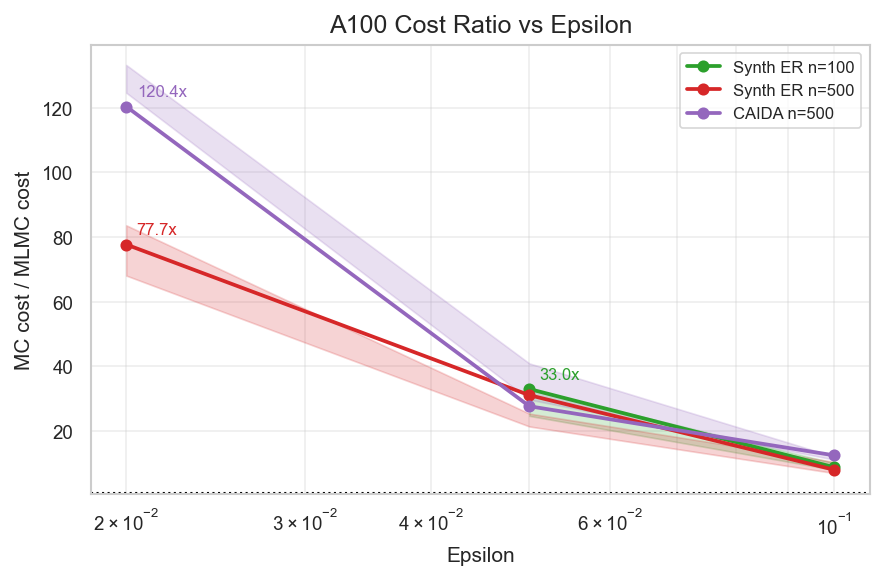 A100 Cost Ratio vs Epsilon
MC cost / MLMC cost
120
100
80
60
40
20
120.4x
77.7x
33.0x
Synth ER n=100
Synth ER n=500
CAIDA n=500
2 × 10⁻²
3 × 10⁻²
4 × 10⁻²
6 × 10⁻²
10⁻¹
Epsilon